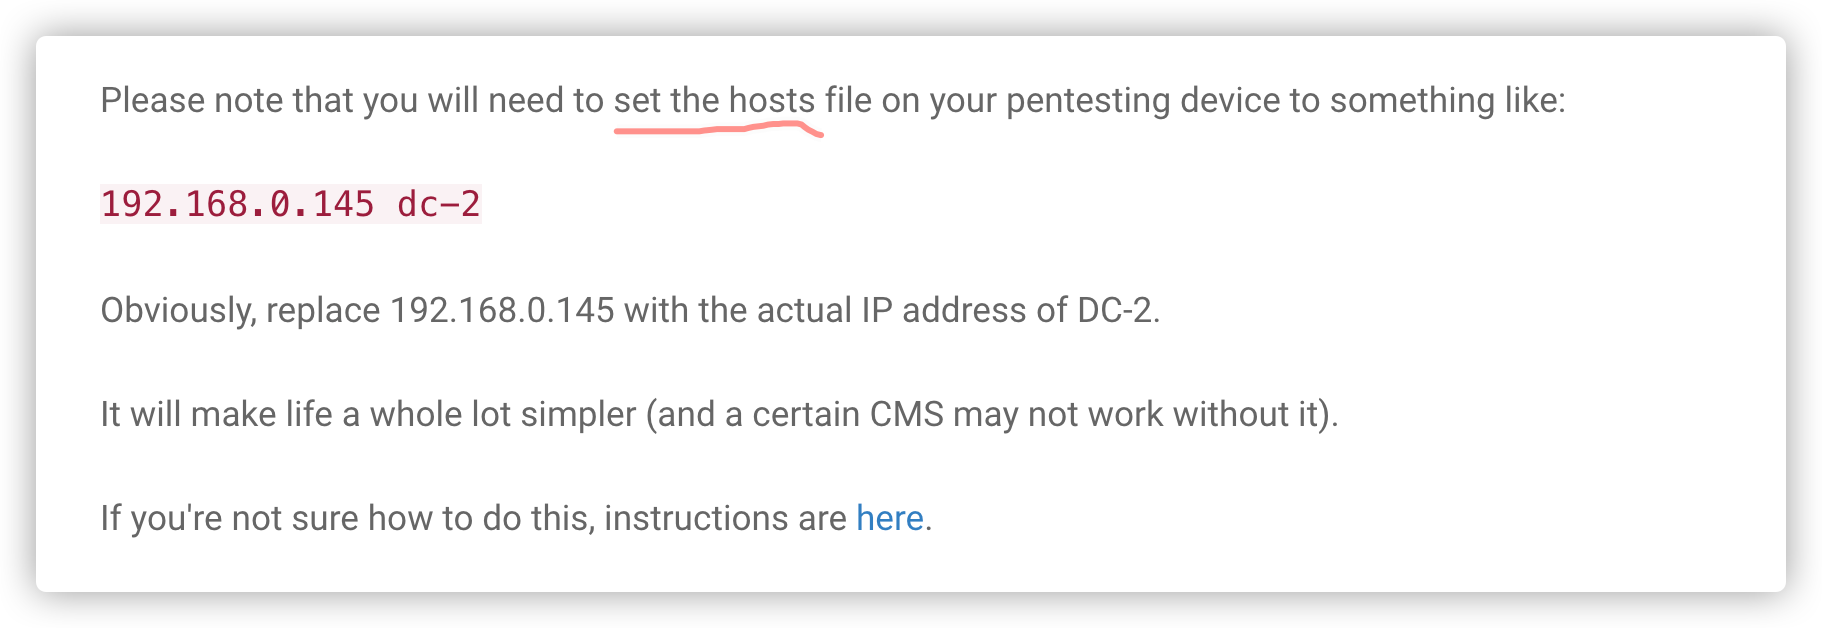 Please note that you will need to set the hosts file on your pentesting device to something like:
192.168.0.145 dc-2
Obviously, replace 192.168.0.145 with the actual IP address of DC-2.
It will make life a whole lot simpler (and a certain CMS may not work without it).
If you're not sure how to do this, instructions are here.